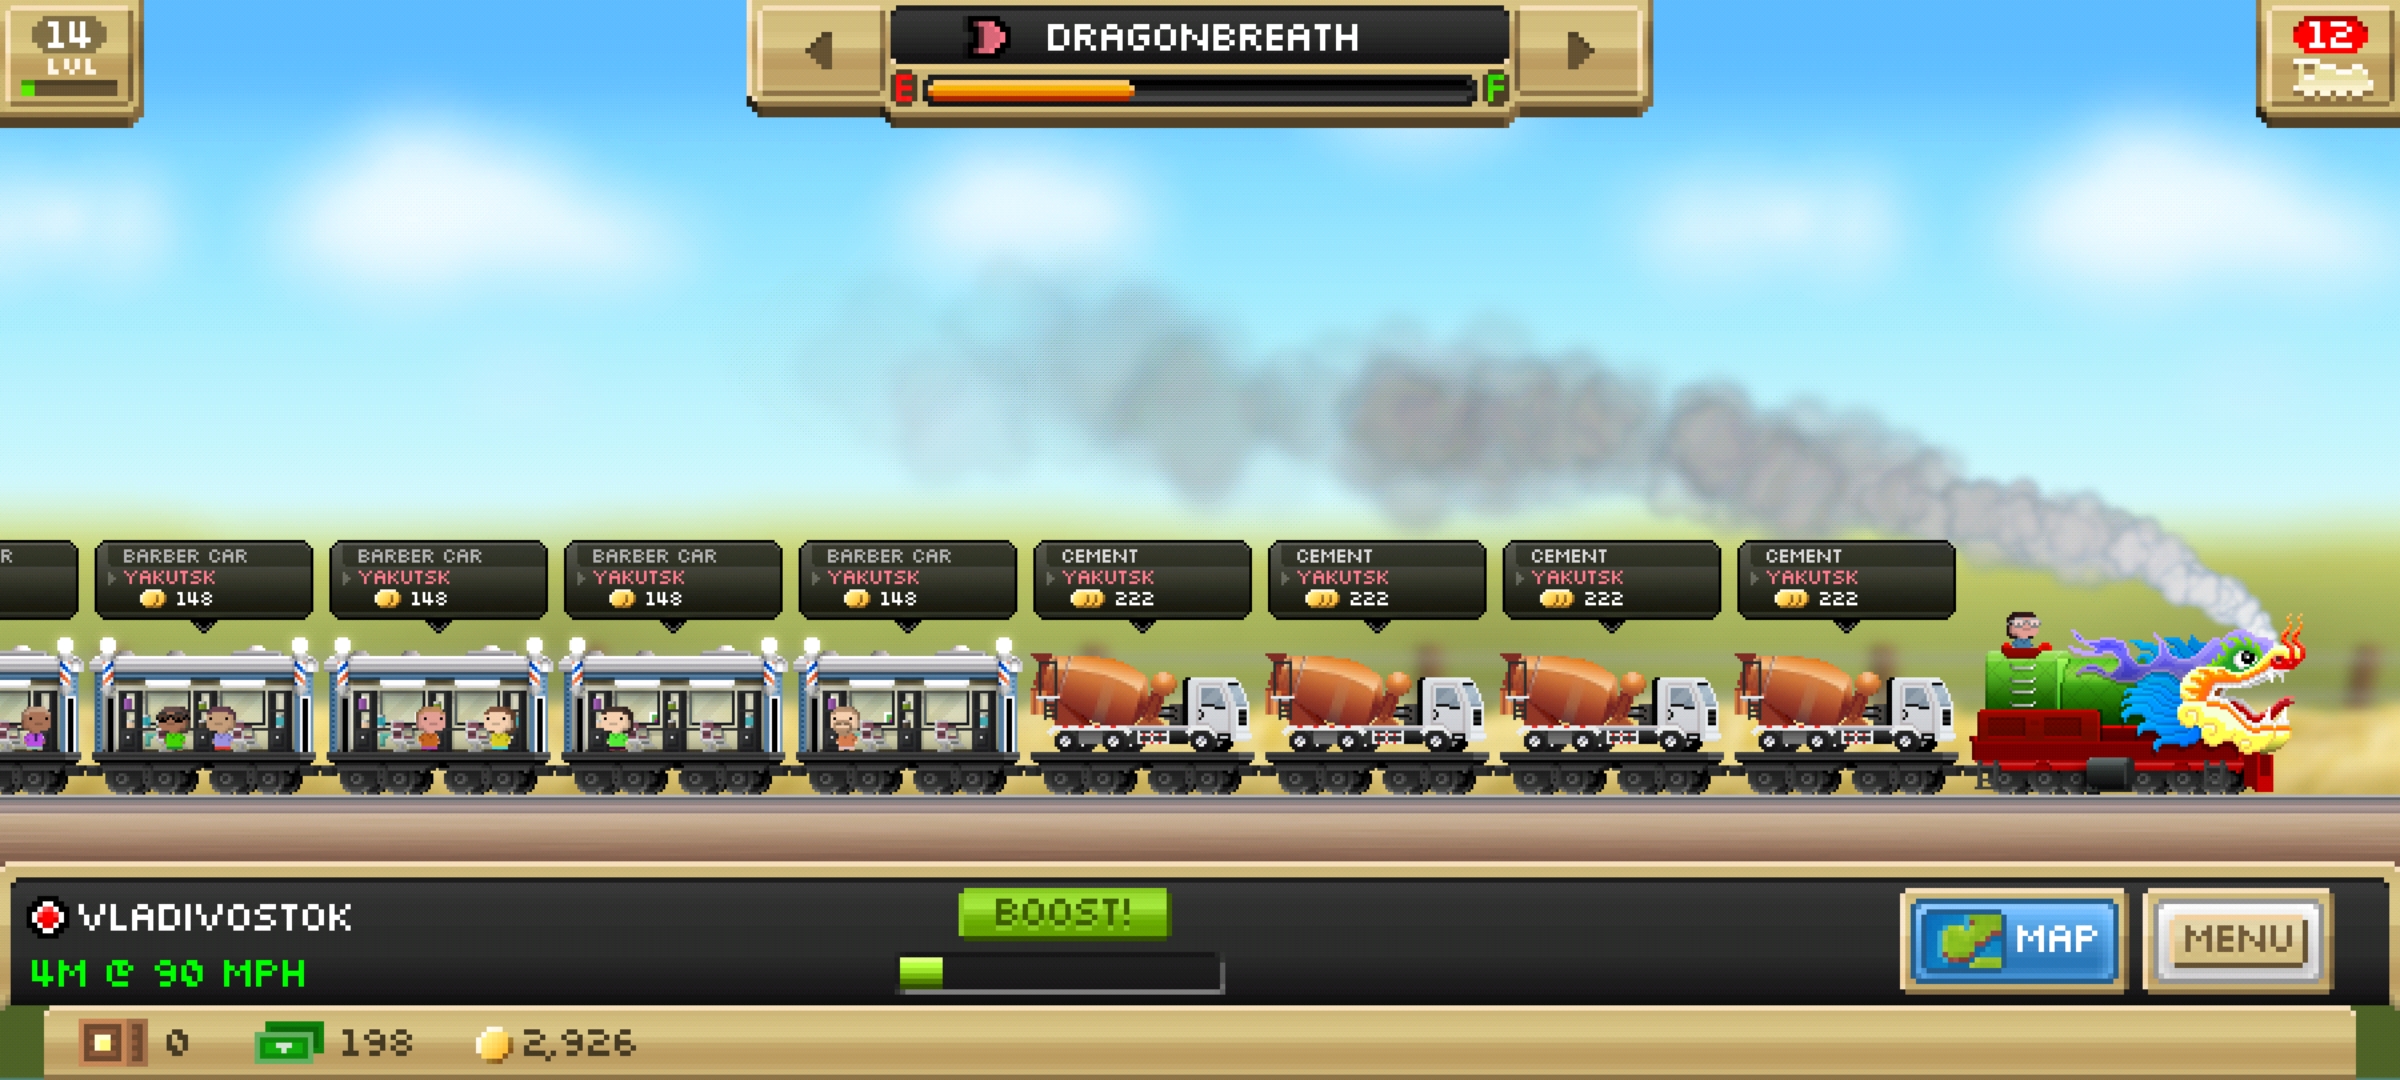 14
LVL
DRAGONBREATH
E F
12
R
BARBER CAR
YAKUTSK
148
BARBER CAR
YAKUTSK
148
BARBER CAR
YAKUTSK
148
BARBER CAR
YAKUTSK
148
CEMENT
YAKUTSK
222
CEMENT
YAKUTSK
222
CEMENT
YAKUTSK
222
CEMENT
YAKUTSK
222
VLADIVOSTOK
4M @ 90 MPH
BOOST!
MAP
MENU
0 198 2,926